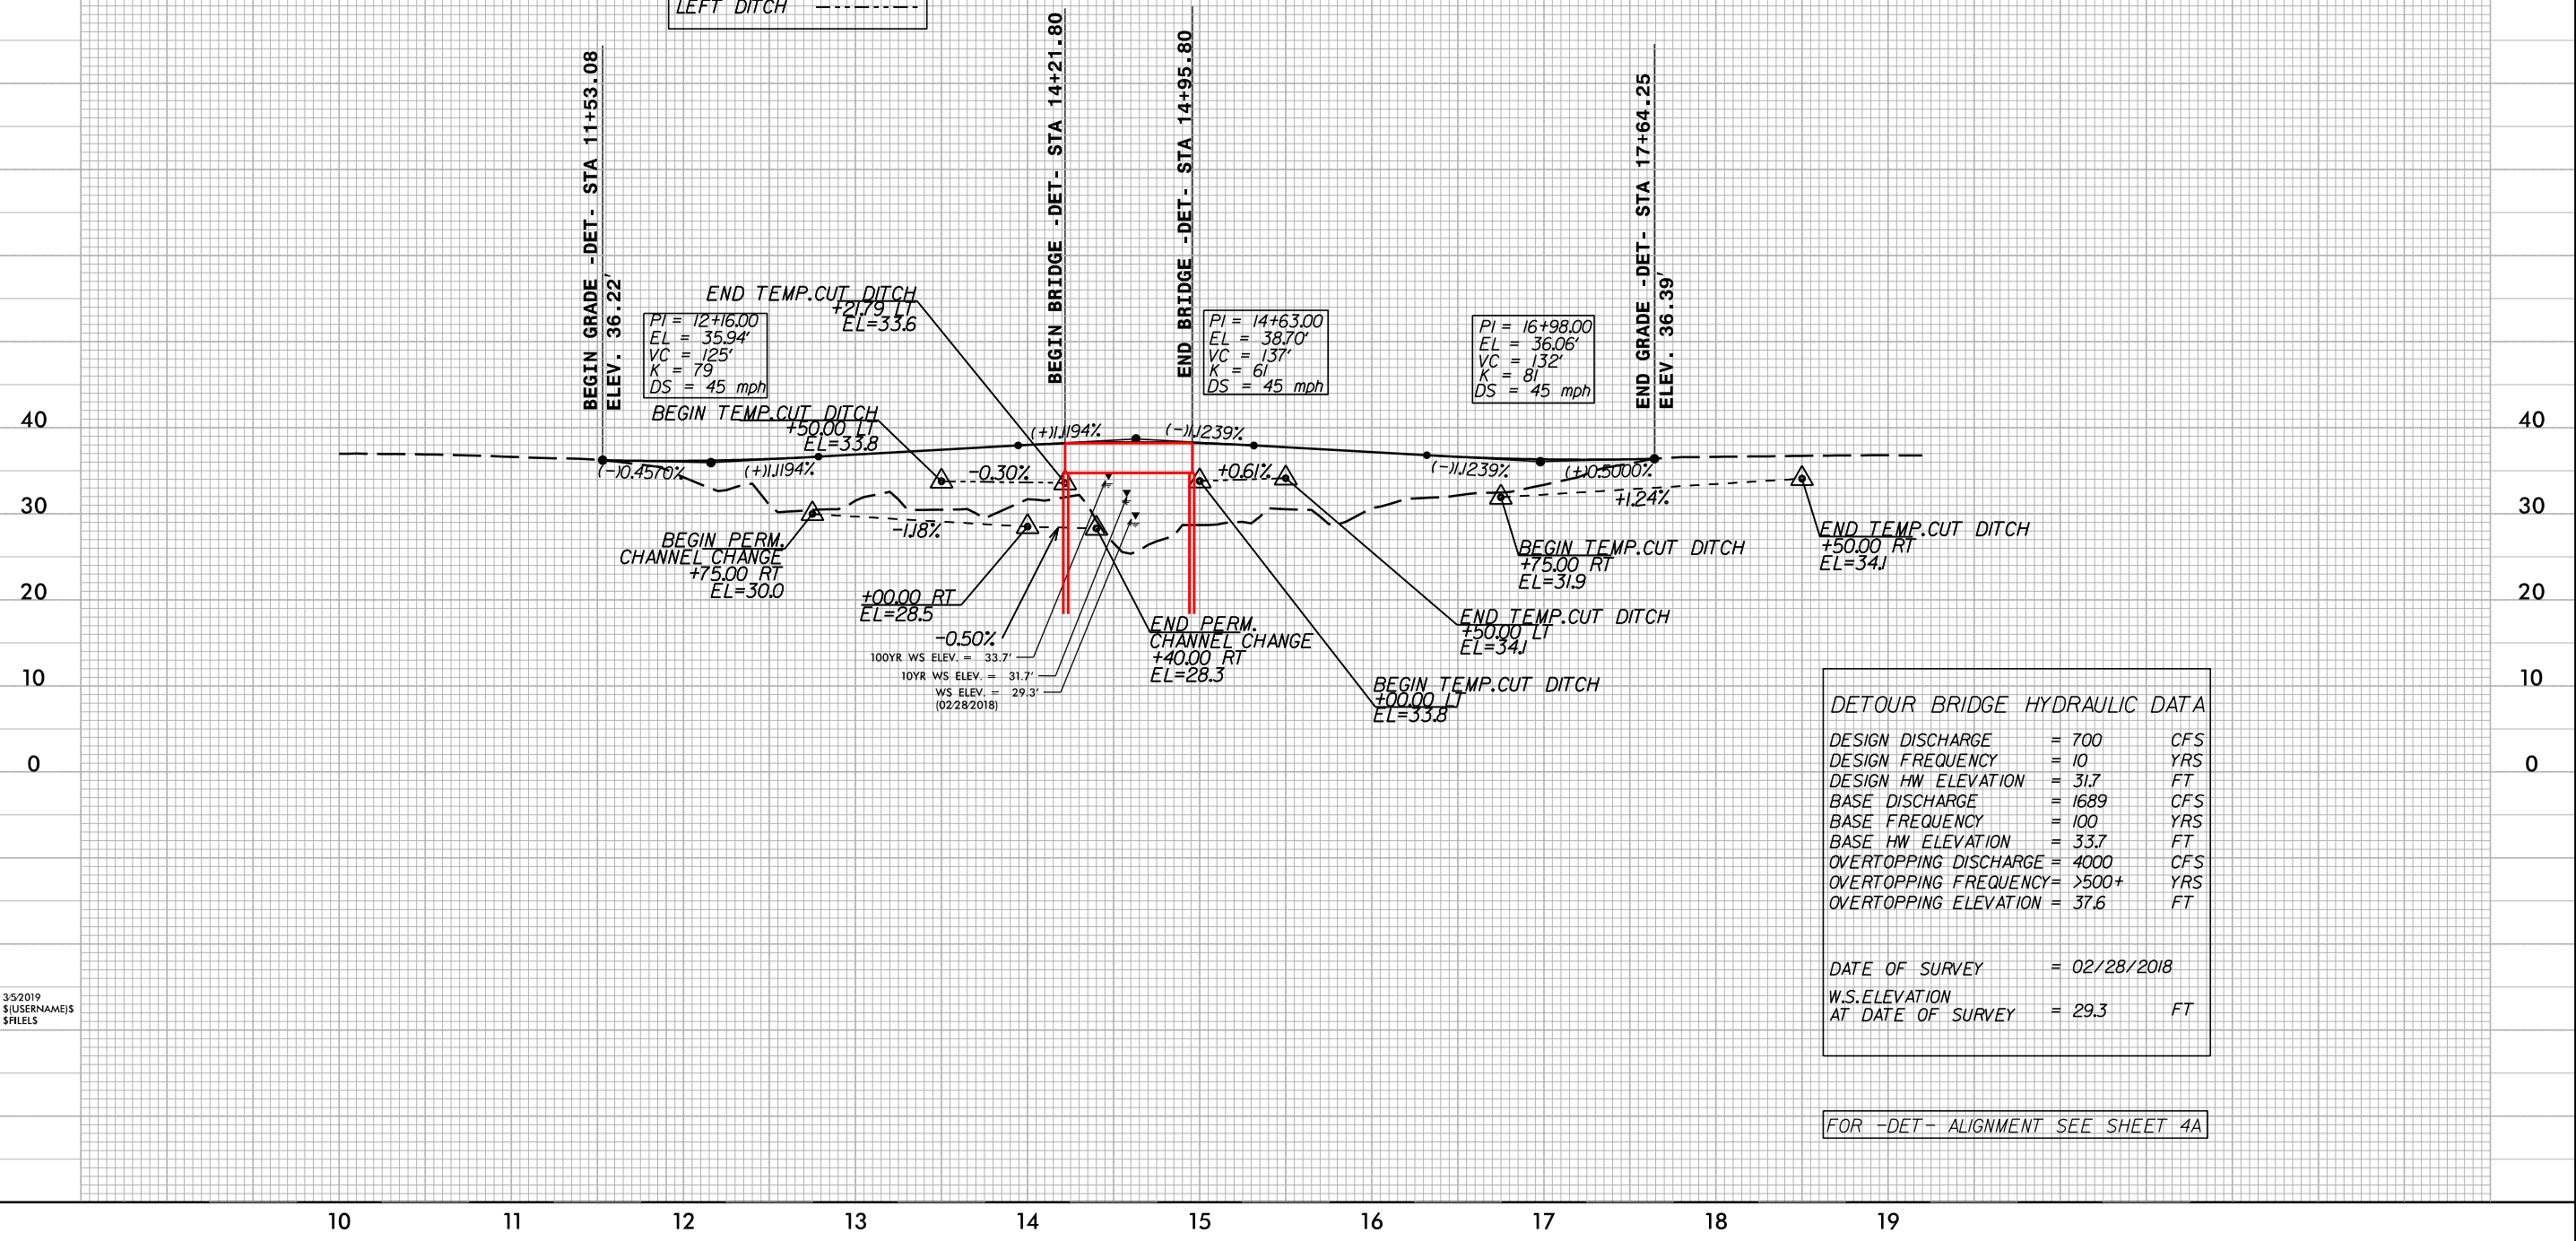 LEFT DITCH
BEGIN GRADE -DET- STA 11+53.08
ELEV. 36.22'
BEGIN BRIDGE -DET- STA 14+21.80
END BRIDGE -DET- STA 14+95.80
END GRADE -DET- STA 17+64.25
ELEV. 36.39'
END TEMP.CUT DITCH
+21.79 LT
EL=33.6
PI = 12+16.00
EL = 35.94'
VC = 125'
K = 79
DS = 45 mph
PI = 14+63.00
EL = 38.70'
VC = 137'
K = 61
DS = 45 mph
PI = 16+98.00
EL = 36.06'
VC = 132'
K = 81
DS = 45 mph
BEGIN TEMP.CUT DITCH
+50.00 LT
EL=33.8
40
40
(+)1.1194%
(-)1.1239%
(-)0.4570%
(+)1.1194%
-0.30%
+0.61%
(-)1.1239%
(+)0.5000%
+1.24%
30
30
-1.18%
BEGIN PERM.
CHANNEL CHANGE
+75.00 RT
EL=30.0
END TEMP.CUT DITCH
+50.00 RT
EL=34.1
BEGIN TEMP.CUT DITCH
+75.00 RT
EL=31.9
20
20
+00.00 RT
EL=28.5
-0.50%
END PERM.
CHANNEL CHANGE
+40.00 RT
EL=28.3
END TEMP.CUT DITCH
+50.00 LT
EL=34.1
100YR WS ELEV. = 33.7'
10YR WS ELEV. = 31.7'
WS ELEV. = 29.3'
(02/28/2018)
BEGIN TEMP.CUT DITCH
+00.00 LT
EL=33.8
10
10
0
0
DETOUR BRIDGE HYDRAULIC DATA
DESIGN DISCHARGE = 700 CFS
DESIGN FREQUENCY = 10 YRS
DESIGN HW ELEVATION = 31.7 FT
BASE DISCHARGE = 1689 CFS
BASE FREQUENCY = 100 YRS
BASE HW ELEVATION = 33.7 FT
OVERTOPPING DISCHARGE = 4000 CFS
OVERTOPPING FREQUENCY= >500+ YRS
OVERTOPPING ELEVATION = 37.6 FT
DATE OF SURVEY = 02/28/2018
W.S.ELEVATION
AT DATE OF SURVEY = 29.3 FT
3/5/2019
$(USERNAME)$
$FILEL$
FOR -DET- ALIGNMENT SEE SHEET 4A
10 11 12 13 14 15 16 17 18 19